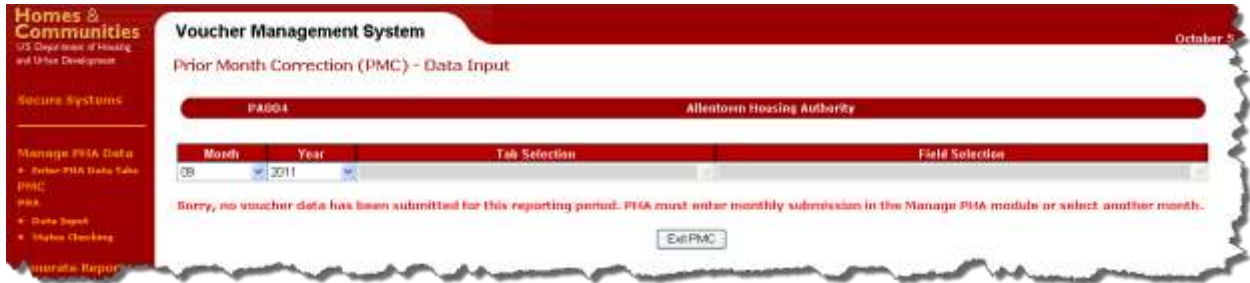 Homes &
Communities
U.S. Department of Housing
and Urban Development
Secure Systems
Manage PHA Data
+ Enter PHA Data
PMC
PHA
+ Data Input
+ Status Checking
Voucher Management System
October 5
Prior Month Correction (PMC) - Data Input
PA004 Allentown Housing Authority
Month Year Tab Selection Field Selection
09 2011
Sorry, no voucher data has been submitted for this reporting period. PHA must enter monthly submission in the Manage PHA module or select another month.
Exit PMC